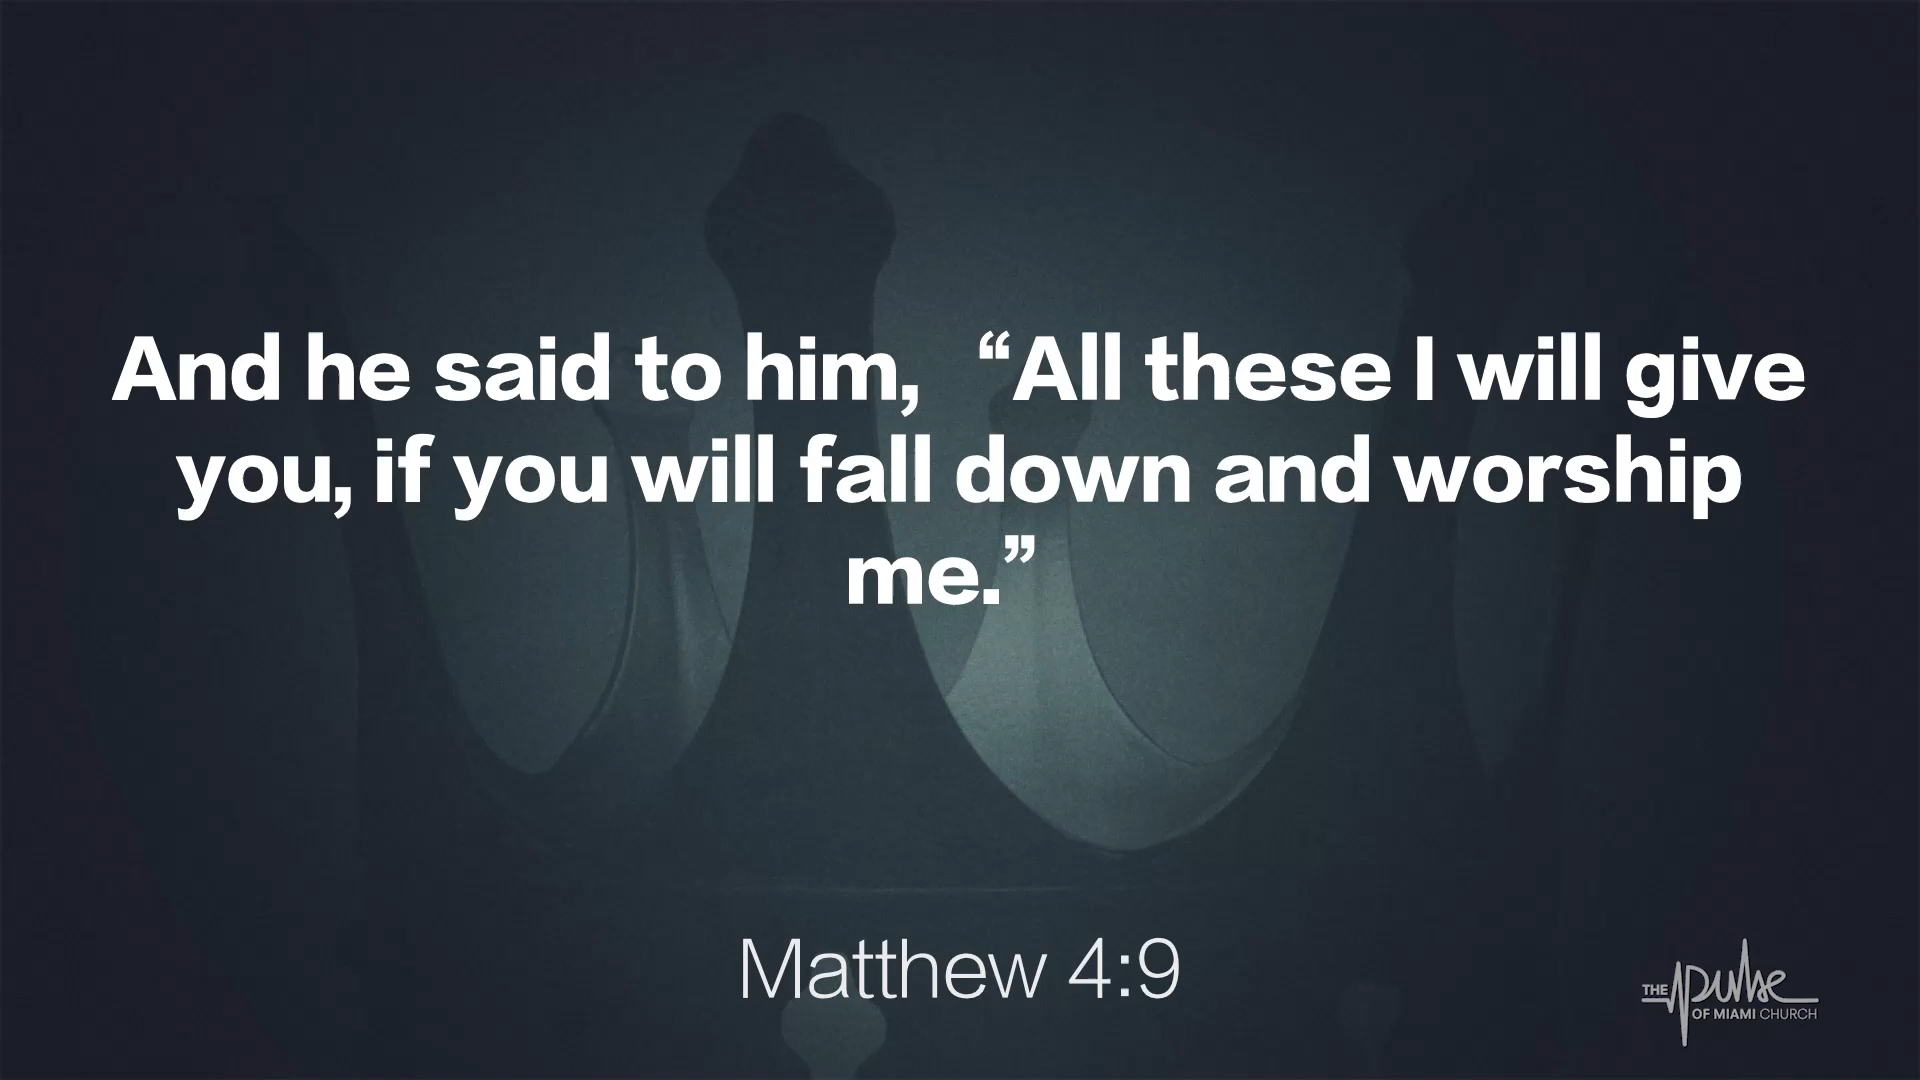 And he said to him, “All these I will give
you, if you will fall down and worship
me.”
Matthew 4:9
THE pulse
OF MIAMI CHURCH